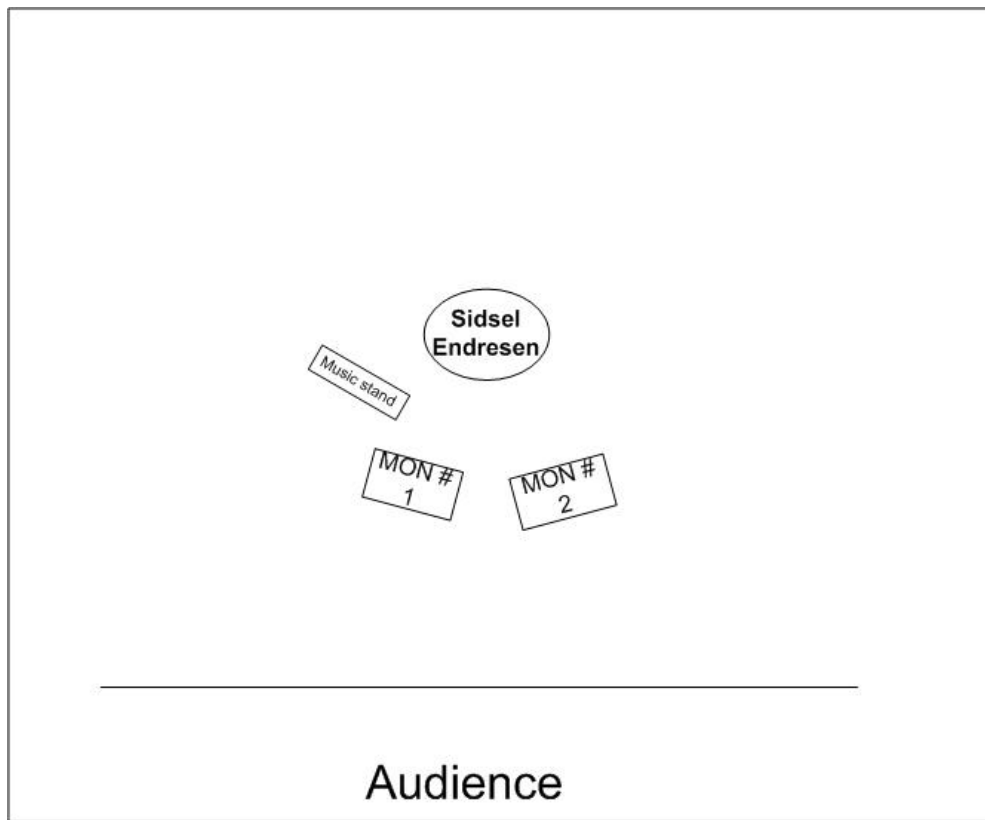 Sidsel
Endresen
Music stand
MON #
1
MON #
2
Audience